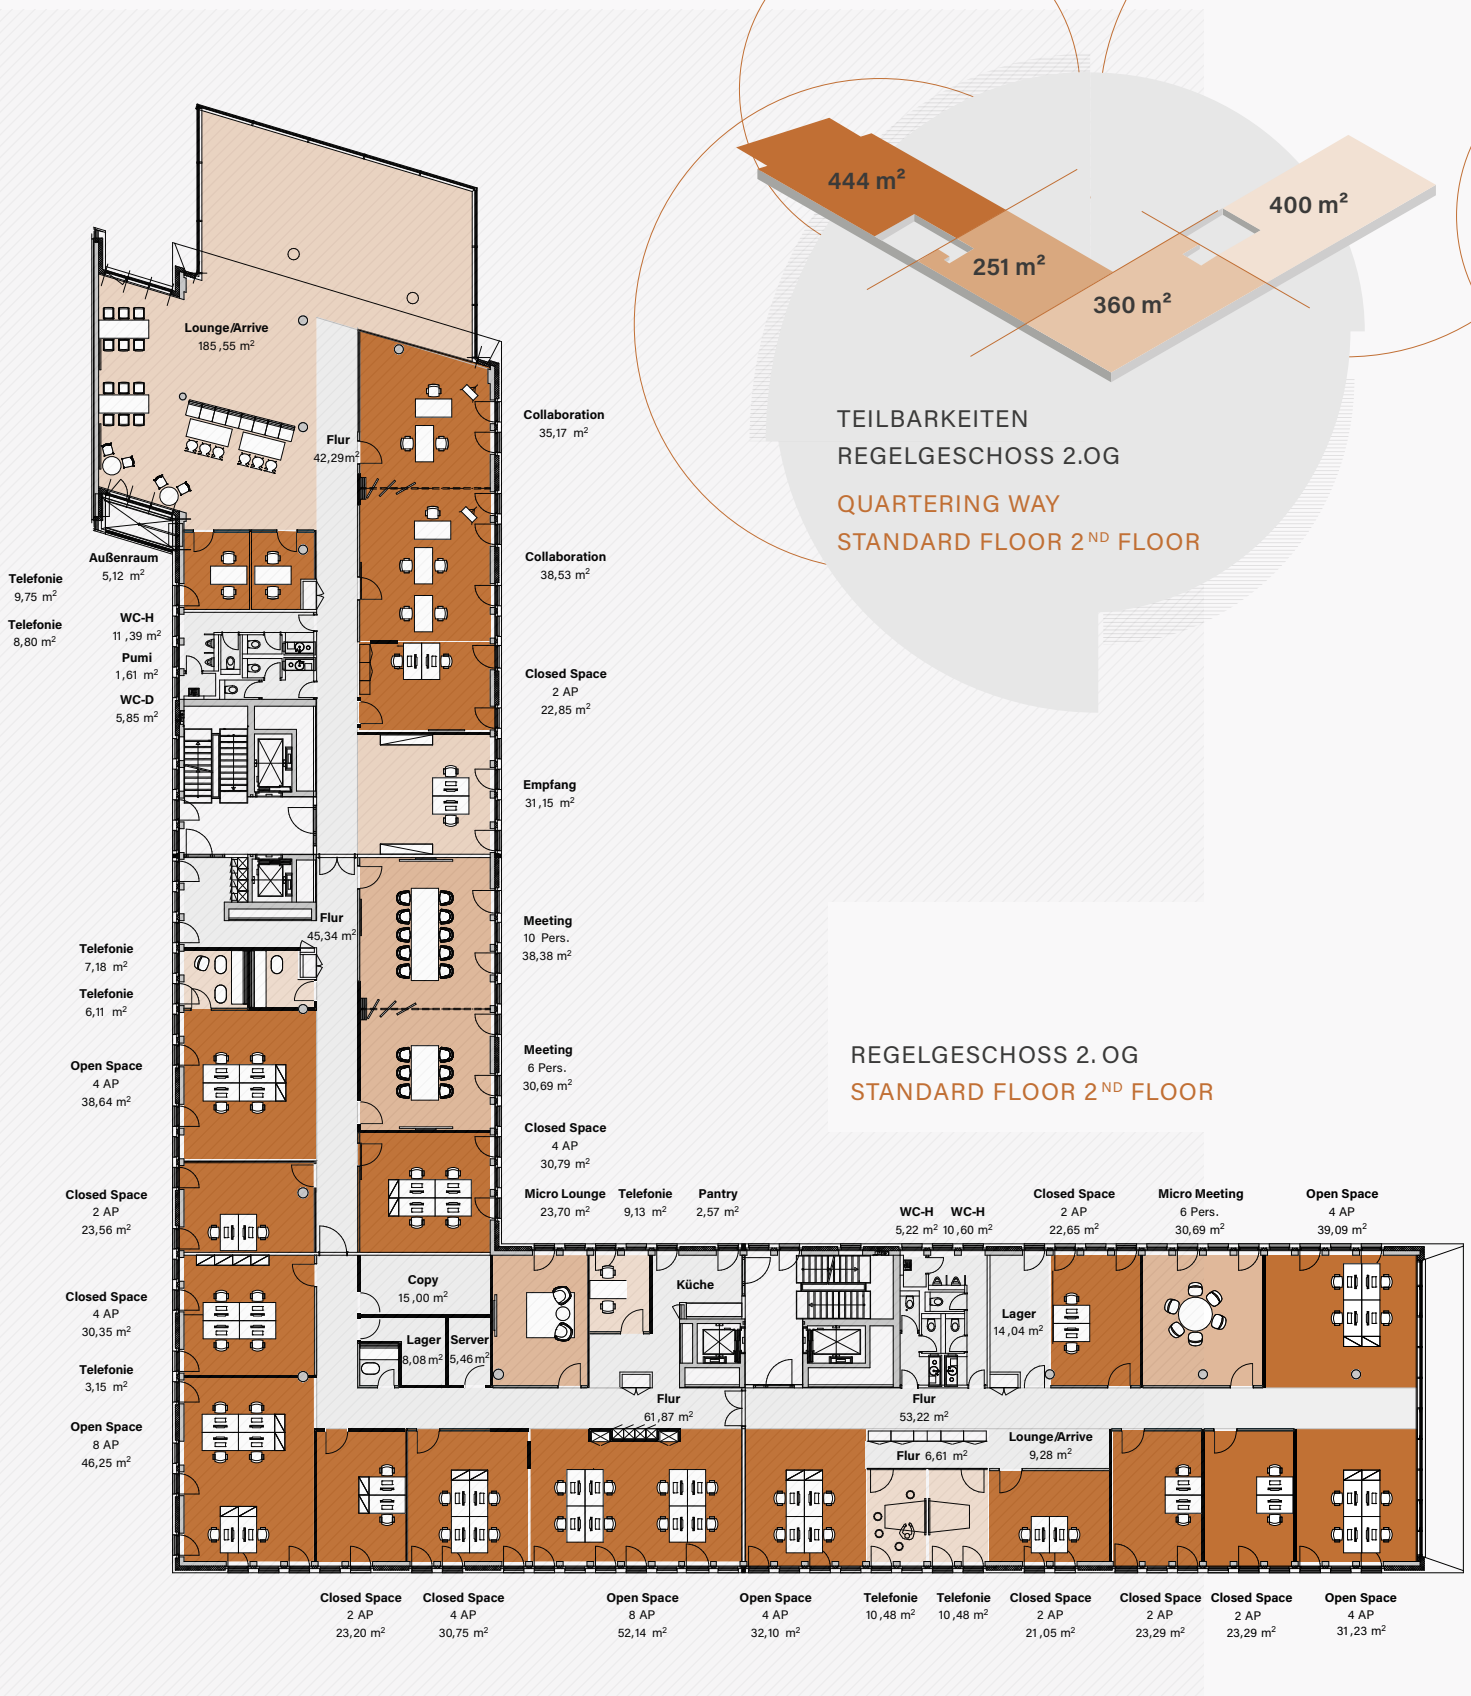 444 m²
251 m²
360 m²
400 m²
TEILBARKEITEN
REGELGESCHOSS 2.OG
QUARTERING WAY
STANDARD FLOOR 2ND FLOOR
Lounge/Arrive
185,55 m²
Flur
42,29m²
Collaboration
35,17 m²
Collaboration
38,53 m²
Außenraum
5,12 m²
Telefonie
9,75 m²
Telefonie
8,80 m²
WC-H
11,39 m²
Pumi
1,61 m²
WC-D
5,85 m²
Closed Space
2 AP
22,85 m²
Empfang
31,15 m²
Flur
45,34 m²
Meeting
10 Pers.
38,38 m²
Telefonie
7,18 m²
Telefonie
6,11 m²
Meeting
6 Pers.
30,69 m²
Open Space
4 AP
38,64 m²
REGELGESCHOSS 2. OG
STANDARD FLOOR 2ND FLOOR
Closed Space
4 AP
30,79 m²
Closed Space
2 AP
23,56 m²
Micro Lounge
23,70 m²
Telefonie
9,13 m²
Pantry
2,57 m²
WC-H
5,22 m²
WC-H
10,60 m²
Closed Space
2 AP
22,65 m²
Micro Meeting
6 Pers.
30,69 m²
Open Space
4 AP
39,09 m²
Copy
15,00 m²
Küche
Closed Space
4 AP
30,35 m²
Lager
8,08 m²
Server
5,46 m²
Lager
14,04 m²
Telefonie
3,15 m²
Flur
61,87 m²
Flur
53,22 m²
Open Space
8 AP
46,25 m²
Flur 6,61 m²
Lounge/Arrive
9,28 m²
Closed Space
2 AP
23,20 m²
Closed Space
4 AP
30,75 m²
Open Space
8 AP
52,14 m²
Open Space
4 AP
32,10 m²
Telefonie
10,48 m²
Telefonie
10,48 m²
Closed Space
2 AP
21,05 m²
Closed Space
2 AP
23,29 m²
Closed Space
2 AP
23,29 m²
Open Space
4 AP
31,23 m²